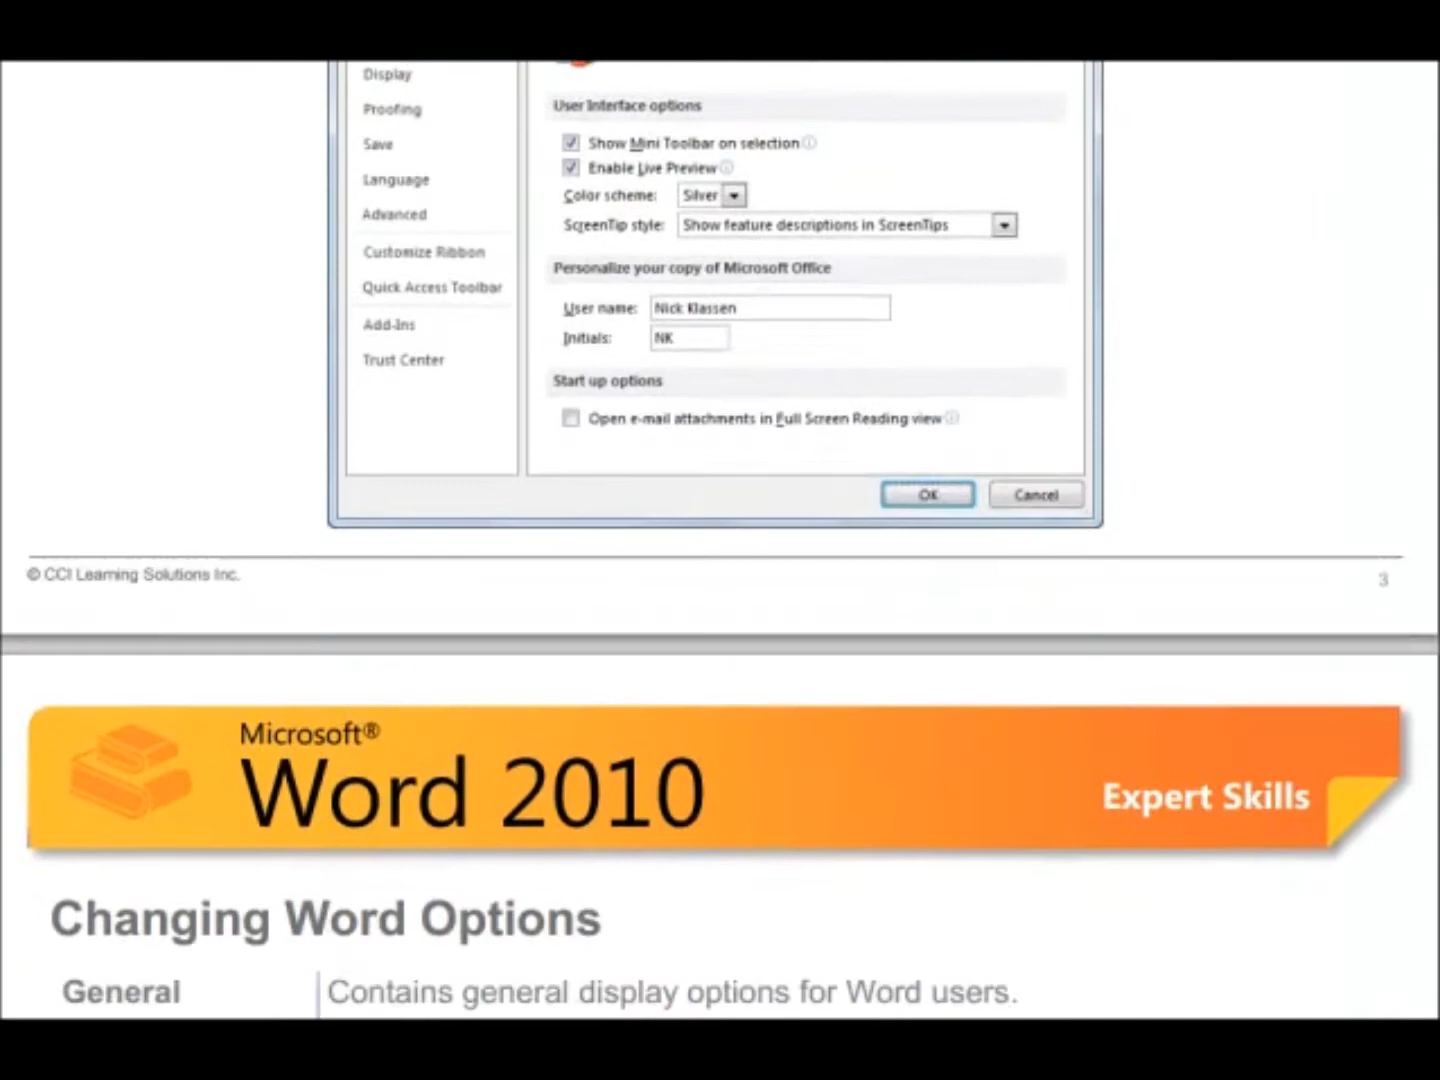 Display
Proofing
Save
Language
Advanced
Customize Ribbon
Quick Access Toolbar
Add-Ins
Trust Center
User Interface options
Show Mini Toolbar on selection
Enable Live Preview
Color scheme: Silver
ScreenTip style: Show feature descriptions in ScreenTips
Personalize your copy of Microsoft Office
User name: Nick Klassen
Initials: NK
Start up options
Open e-mail attachments in Full Screen Reading view
OK Cancel
© CCI Learning Solutions Inc. 3
Microsoft®
Word 2010
Expert Skills
Changing Word Options
General Contains general display options for Word users.